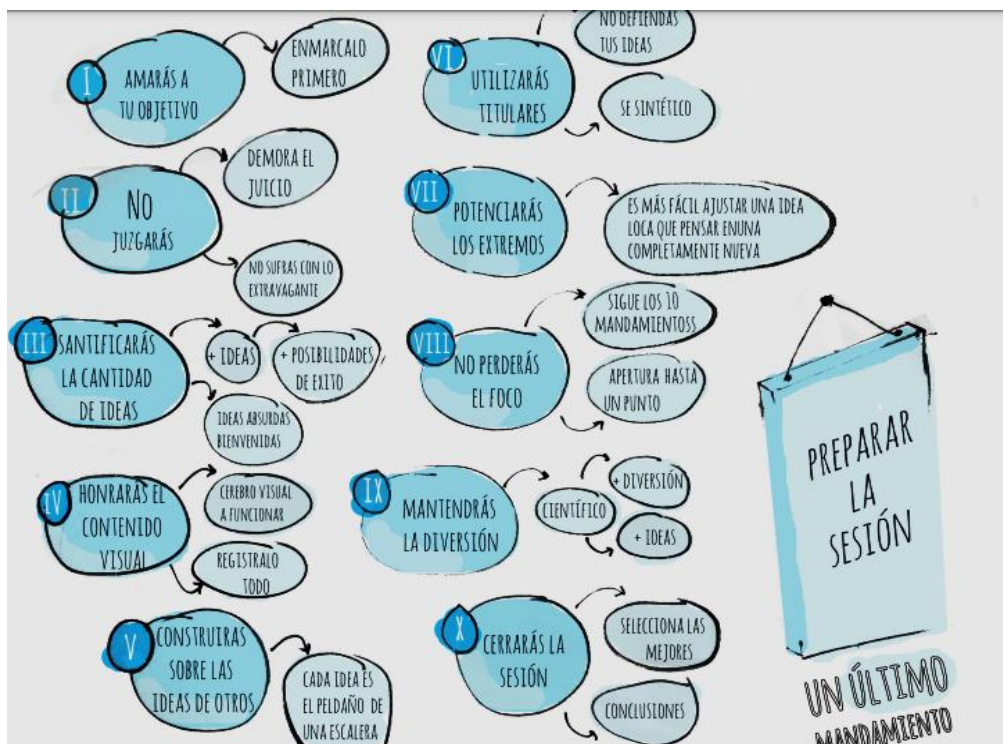 I
AMARÁS A
TU OBJETIVO
ENMARCALO
PRIMERO
II
NO
JUZGARÁS
DEMORA EL
JUICIO
NO SUFRAS CON LO
EXTRAVAGANTE
III
SANTIFICARÁS
LA CANTIDAD
DE IDEAS
+ IDEAS
+ POSIBILIDADES
DE EXITO
IDEAS ABSURDAS
BIENVENIDAS
IV
HONRARÁS EL
CONTENIDO
VISUAL
CEREBRO VISUAL
A FUNCIONAR
REGISTRALO
TODO
V
CONSTRUIRAS
SOBRE LAS
IDEAS DE OTROS
CADA IDEA ES
EL PELDAÑO DE
UNA ESCALERA
VI
UTILIZARÁS
TITULARES
NO DEFIENDAS
TUS IDEAS
SE SINTÉTICO
VII
POTENCIARÁS
LOS EXTREMOS
ES MÁS FÁCIL AJUSTAR UNA IDEA
LOCA QUE PENSAR ENUNA
COMPLETAMENTE NUEVA
VIII
NO PERDERÁS
EL FOCO
SIGUE LOS 10
MANDAMIENTOSS
APERTURA HASTA
UN PUNTO
IX
MANTENDRÁS
LA DIVERSIÓN
CIENTÍFICO
+ DIVERSIÓN
+ IDEAS
X
CERRARÁS LA
SESIÓN
SELECCIONA LAS
MEJORES
CONCLUSIONES
PREPARAR
LA
SESIÓN
UN ÚLTIMO
MANDAMIENTO